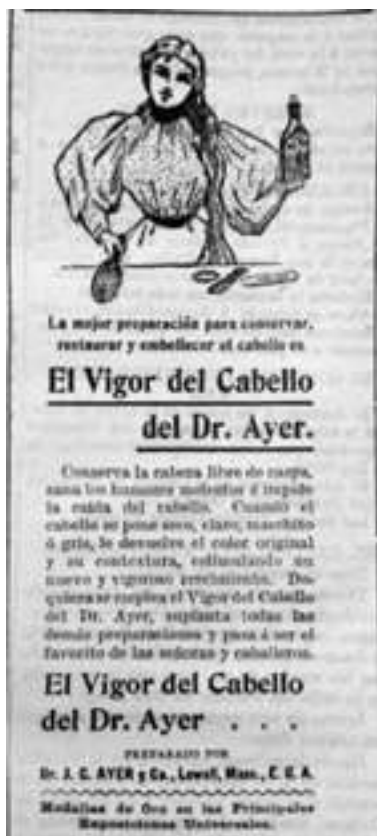 La mejor preparación para conservar,
restaurar y embellecer el cabello es
El Vigor del Cabello
del Dr. Ayer.
Conserva la cabeza libre de caspa,
sana los humores molestos é impide
la caída del cabello. Cuando el
cabello se pone seco, claro, marchito
ó gris, le devuelve el color original
y su contextura, estimulando un
nuevo y vigoroso crecimiento. Do-
quiera se emplea el Vigor del Cabello
del Dr. Ayer, suplanta todas las
demás preparaciones y pasa á ser el
favorito de las señoras y caballeros.
El Vigor del Cabello
del Dr. Ayer . . .
PREPARADO POR
Dr. J. C. AYER y Ca., Lowell, Mass., E. U. A.
Medallas de Oro en las Principales
Exposiciones Universales.